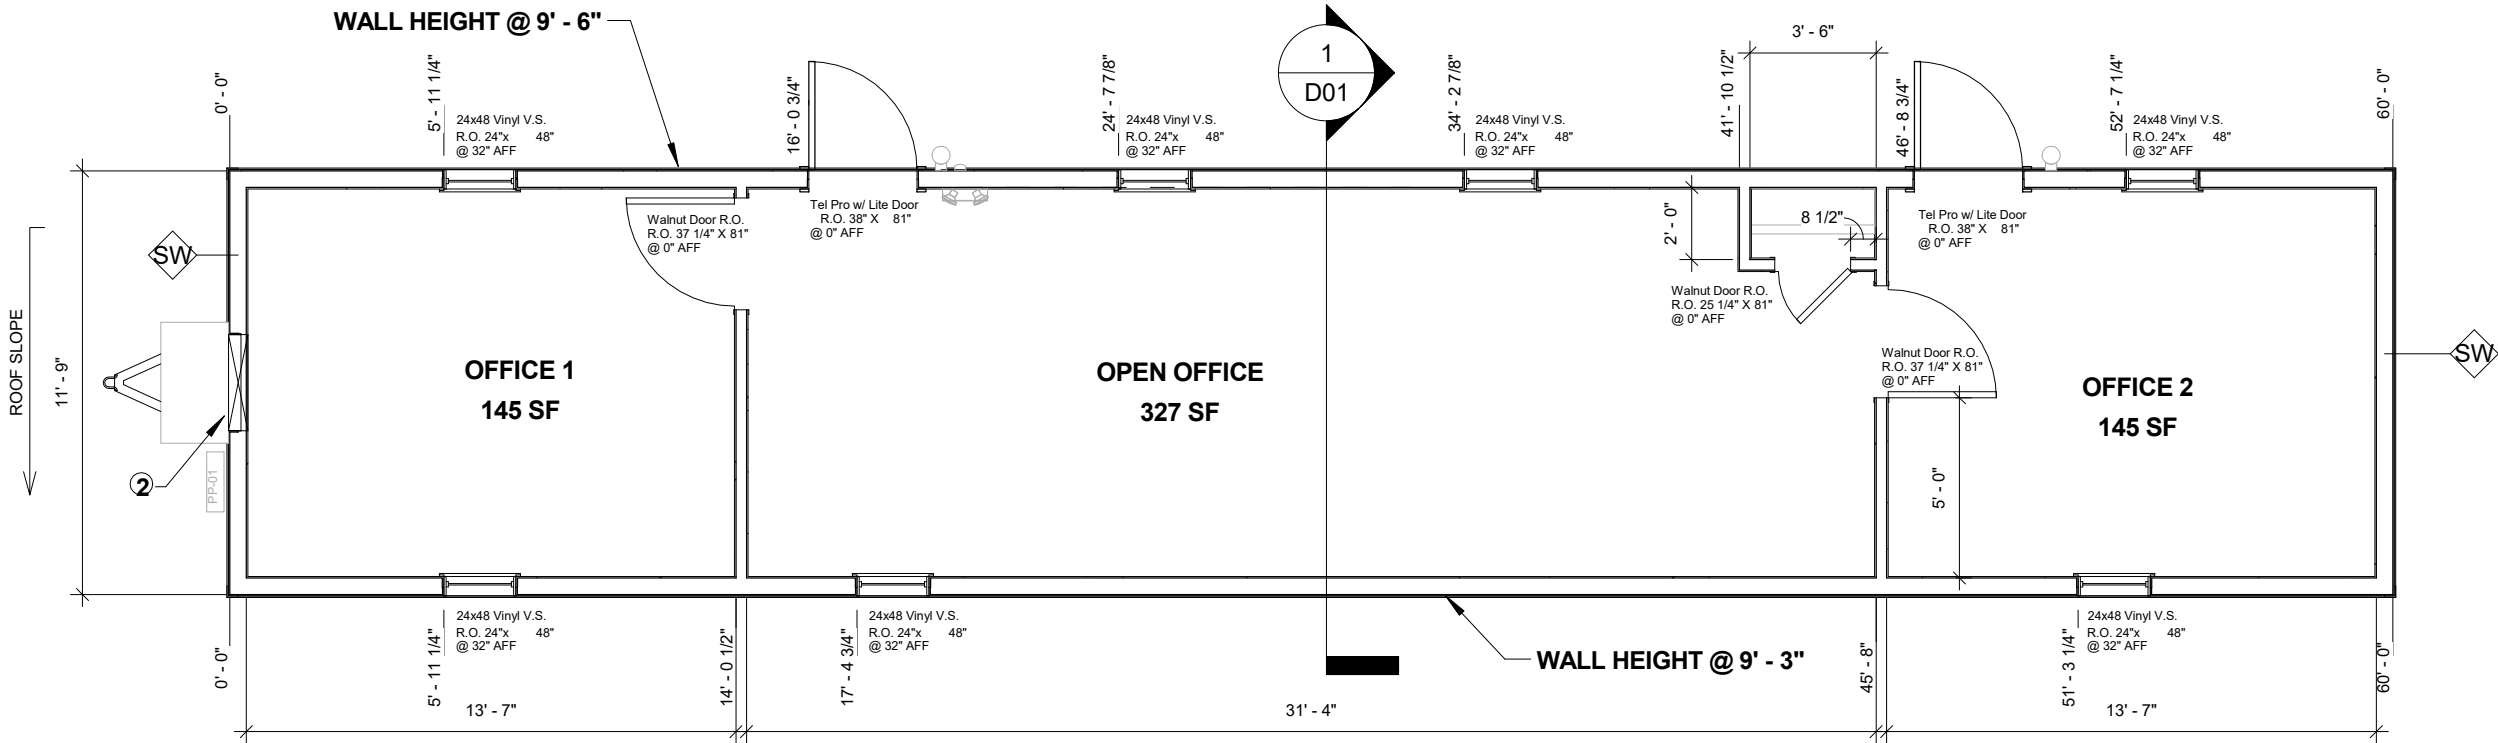 WALL HEIGHT @ 9' - 6"
1
D01
3' - 6"
0' - 0"
5' - 11 1/4"
16' - 0 3/4"
24' - 7 7/8"
34' - 2 7/8"
41' - 10 1/2"
46' - 8 3/4"
52' - 7 1/4"
60' - 0"
24x48 Vinyl V.S.
R.O. 24"x 48"
@ 32" AFF
24x48 Vinyl V.S.
R.O. 24"x 48"
@ 32" AFF
24x48 Vinyl V.S.
R.O. 24"x 48"
@ 32" AFF
24x48 Vinyl V.S.
R.O. 24"x 48"
@ 32" AFF
Walnut Door R.O.
R.O. 37 1/4" X 81"
@ 0" AFF
Tel Pro w/ Lite Door
R.O. 38" X 81"
@ 0" AFF
2' - 0"
8 1/2"
Tel Pro w/ Lite Door
R.O. 38" X 81"
@ 0" AFF
SW
Walnut Door R.O.
R.O. 25 1/4" X 81"
@ 0" AFF
ROOF SLOPE
11' - 9"
OFFICE 1
145 SF
OPEN OFFICE
327 SF
Walnut Door R.O.
R.O. 37 1/4" X 81"
@ 0" AFF
OFFICE 2
145 SF
SW
2
PP-01
5' - 0"
24x48 Vinyl V.S.
R.O. 24"x 48"
@ 32" AFF
24x48 Vinyl V.S.
R.O. 24"x 48"
@ 32" AFF
24x48 Vinyl V.S.
R.O. 24"x 48"
@ 32" AFF
WALL HEIGHT @ 9' - 3"
0' - 0"
5' - 11 1/4"
14' - 0 1/2"
17' - 4 3/4"
45' - 8"
51' - 3 1/4"
60' - 0"
13' - 7"
31' - 4"
13' - 7"